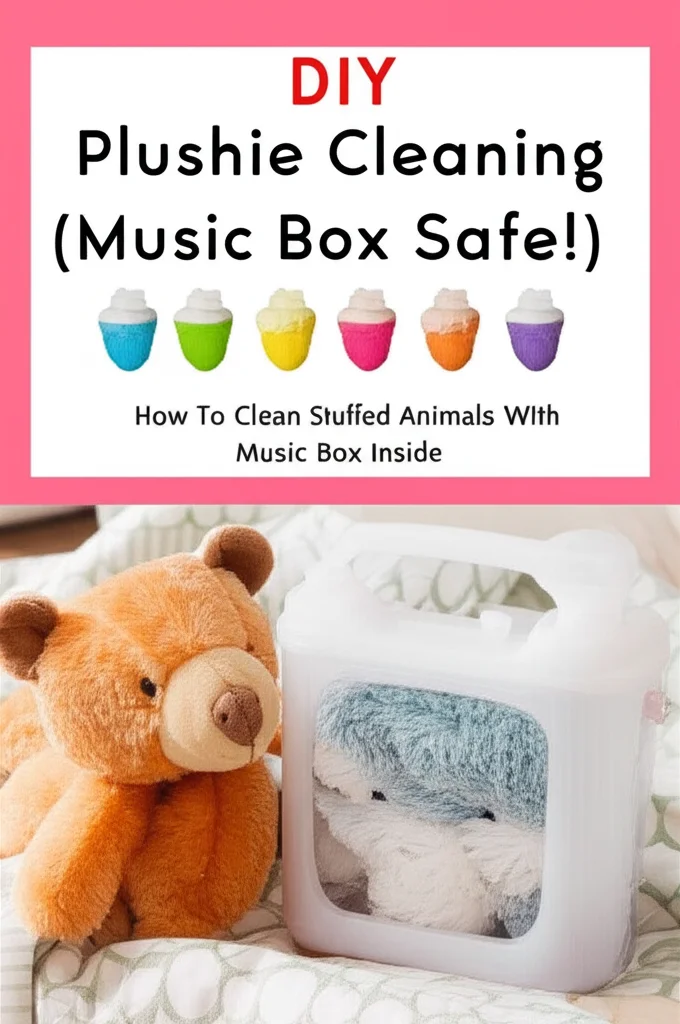 DIY
Plushie Cleaning
(Music Box Safe!)
How To Clean Stuffed Animals WIth
Music Box Inside